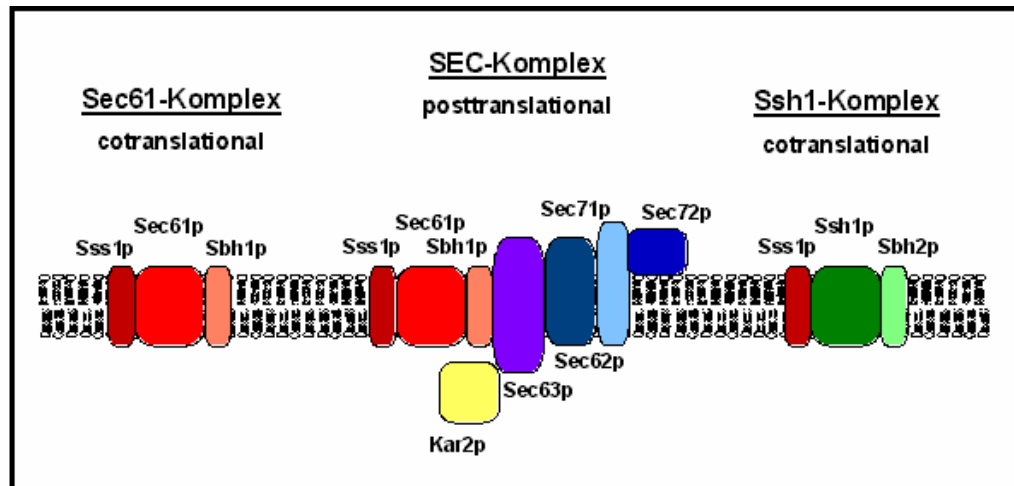 Sec61-Komplex
cotranslational
SEC-Komplex
posttranslational
Ssh1-Komplex
cotranslational
Sec61p
Sss1p Sbh1p
Sec71p
Sec72p
Sec61p
Sss1p Sbh1p
Ssh1p
Sss1p Sbh2p
Sec62p
Sec63p
Kar2p